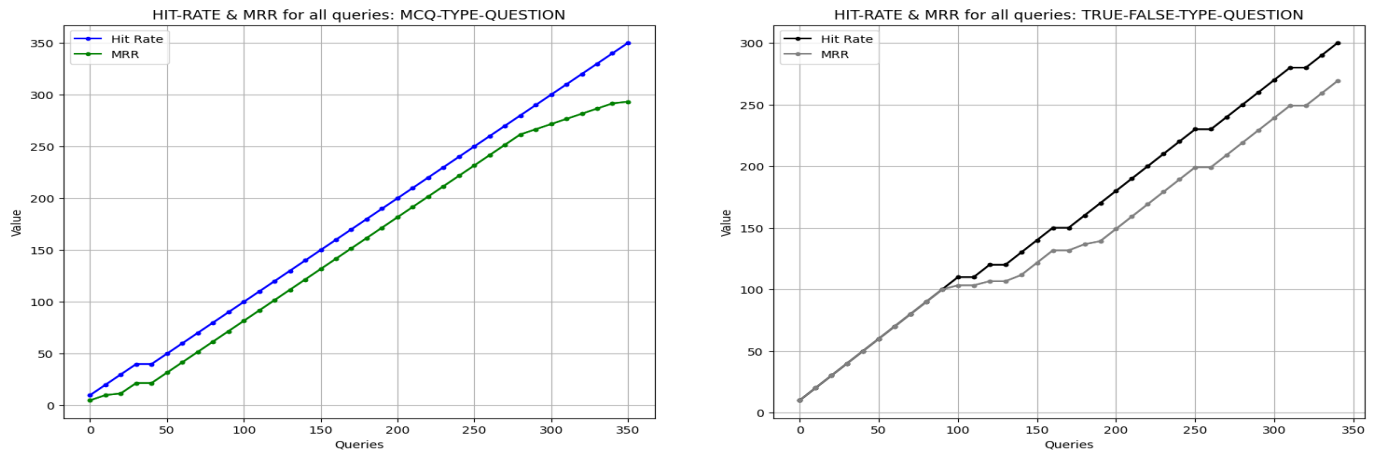 HIT-RATE & MRR for all queries: MCQ-TYPE-QUESTION
Hit Rate
MRR
350
300
250
200
150
100
50
0
Value
0 50 100 150 200 250 300 350
Queries
HIT-RATE & MRR for all queries: TRUE-FALSE-TYPE-QUESTION
Hit Rate
MRR
300
250
200
150
100
50
0
Value
0 50 100 150 200 250 300 350
Queries